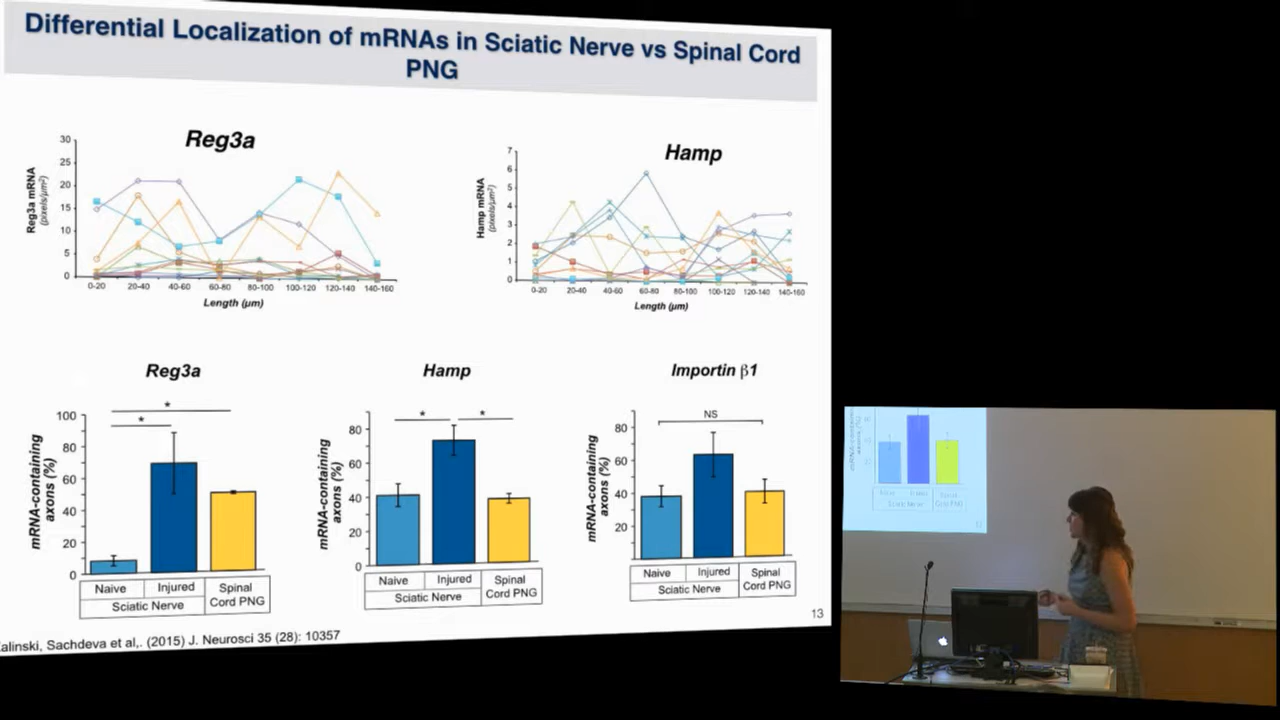 Differential Localization of mRNAs in Sciatic Nerve vs Spinal Cord
PNG
Reg3a
Reg3a mRNA
(pixels/µm²)
30
25
20
15
10
5
0
0-20 20-40 40-60 60-80 80-100 100-120 120-140 140-160
Length (µm)
Hamp
Hamp mRNA
(pixels/µm²)
7
6
5
4
3
2
1
0
0-20 20-40 40-60 60-80 80-100 100-120 120-140 140-160
Length (µm)
Reg3a
mRNA-containing
axons (%)
100
80
60
40
20
0
*
*
Naive Injured Spinal
Sciatic Nerve Cord PNG
Hamp
mRNA-containing
axons (%)
80
60
40
20
0
* *
Naive Injured Spinal
Sciatic Nerve Cord PNG
Importin β1
mRNA-containing
axons (%)
80
60
40
20
NS
Naive Injured Spinal
Sciatic Nerve Cord PNG
13
alinski, Sachdeva et al,. (2015) J. Neurosci 35 (28): 10357